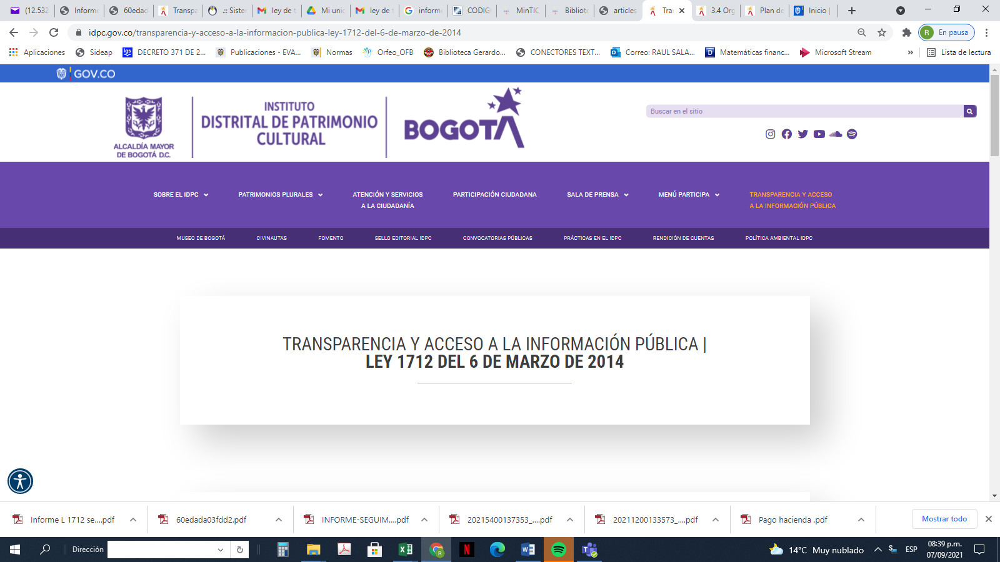 (12.532
Informe
60edad
Transpa
.:: Sister
ley de t
Mi unic
ley de t
informe
CODIG
MinTIC
Bibliote
articles
Tra
3.4 Org
Plan de
Inicio |
idpc.gov.co/transparencia-y-acceso-a-la-informacion-publica-ley-1712-del-6-de-marzo-de-2014
R
En pausa
Aplicaciones
Sideap
DECRETO 371 DE 2...
Publicaciones - EVA...
Normas
Orfeo_OFB
Biblioteca Gerardo...
CONECTORES TEXT...
Correo: RAUL SALA...
Matemáticas financ...
Microsoft Stream
»
Lista de lectura
GOV.CO
ALCALDÍA MAYOR
DE BOGOTÁ D.C.
INSTITUTO
DISTRITAL DE PATRIMONIO
CULTURAL
BOGOTÁ
Buscar en el sitio
SOBRE EL IDPC
PATRIMONIOS PLURALES
ATENCIÓN Y SERVICIOS
A LA CIUDADANÍA
PARTICIPACIÓN CIUDADANA
SALA DE PRENSA
MENÚ PARTICIPA
TRANSPARENCIA Y ACCESO
A LA INFORMACIÓN PÚBLICA
MUSEO DE BOGOTÁ
CIVINAUTAS
FOMENTO
SELLO EDITORIAL IDPC
CONVOCATORIAS PÚBLICAS
PRÁCTICAS EN EL IDPC
RENDICIÓN DE CUENTAS
POLÍTICA AMBIENTAL IDPC
TRANSPARENCIA Y ACCESO A LA INFORMACIÓN PÚBLICA |
LEY 1712 DEL 6 DE MARZO DE 2014
Informe L 1712 se....pdf
60edada03fdd2.pdf
INFORME-SEGUIM....pdf
20215400137353_....pdf
20211200133573_....pdf
Pago hacienda .pdf
Mostrar todo
Dirección
14°C Muy nublado
ESP
08:39 p.m.
07/09/2021